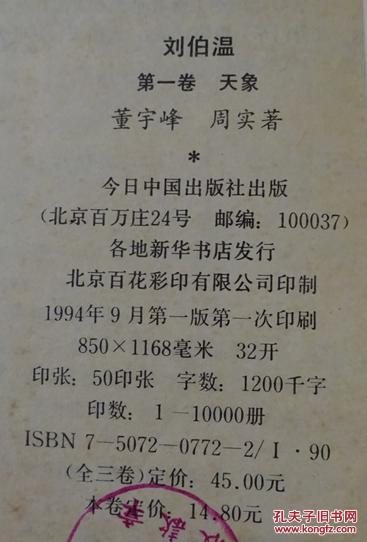 刘伯温
第一卷 天象
董宇峰 周实著
*
今日中国出版社出版
(北京百万庄24号 邮编：100037)
各地新华书店发行
北京百花彩印有限公司印制
1994年9月第一版第一次印刷
850×1168毫米 32开
印张：50印张 字数：1200千字
印数：1—10000册
ISBN 7—5072—0772—2/I·90
(全三卷)定价：45.00元
本卷定价：14.80元
孔夫子旧书网